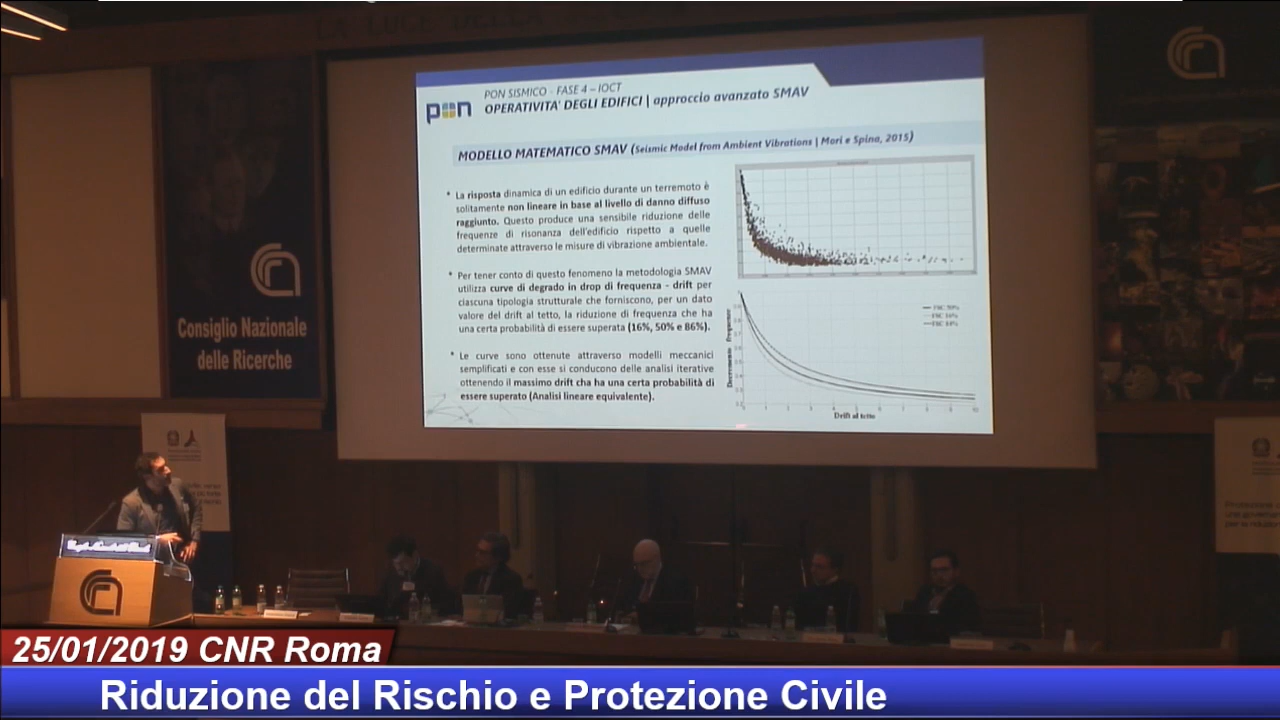 PON SISMICO - FASE 4 – IOCT
OPERATIVITA' DEGLI EDIFICI | approccio avanzato SMAV
pon
MODELLO MATEMATICO SMAV (Seismic Model from Ambient Vibrations | Mori e Spina, 2015)
* La risposta dinamica di un edificio durante un terremoto è
solitamente non lineare in base al livello di danno diffuso
raggiunto. Questo produce una sensibile riduzione delle
frequenze di risonanza dell'edificio rispetto a quelle
determinate attraverso le misure di vibrazione ambientale.
* Per tener conto di questo fenomeno la metodologia SMAV
utilizza curve di degrado in drop di frequenza - drift per
ciascuna tipologia strutturale che forniscono, per un dato
valore del drift al tetto, la riduzione di frequenza che ha
una certa probabilità di essere superata (16%, 50% e 86%).
* Le curve sono ottenute attraverso modelli meccanici
semplificati e con esse si conducono delle analisi iterative
ottenendo il massimo drift cha ha una certa probabilità di
essere superato (Analisi lineare equivalente).
Decremento frequenze
Drift al tetto
Consiglio Nazionale
delle Ricerche
25/01/2019 CNR Roma
Riduzione del Rischio e Protezione Civile